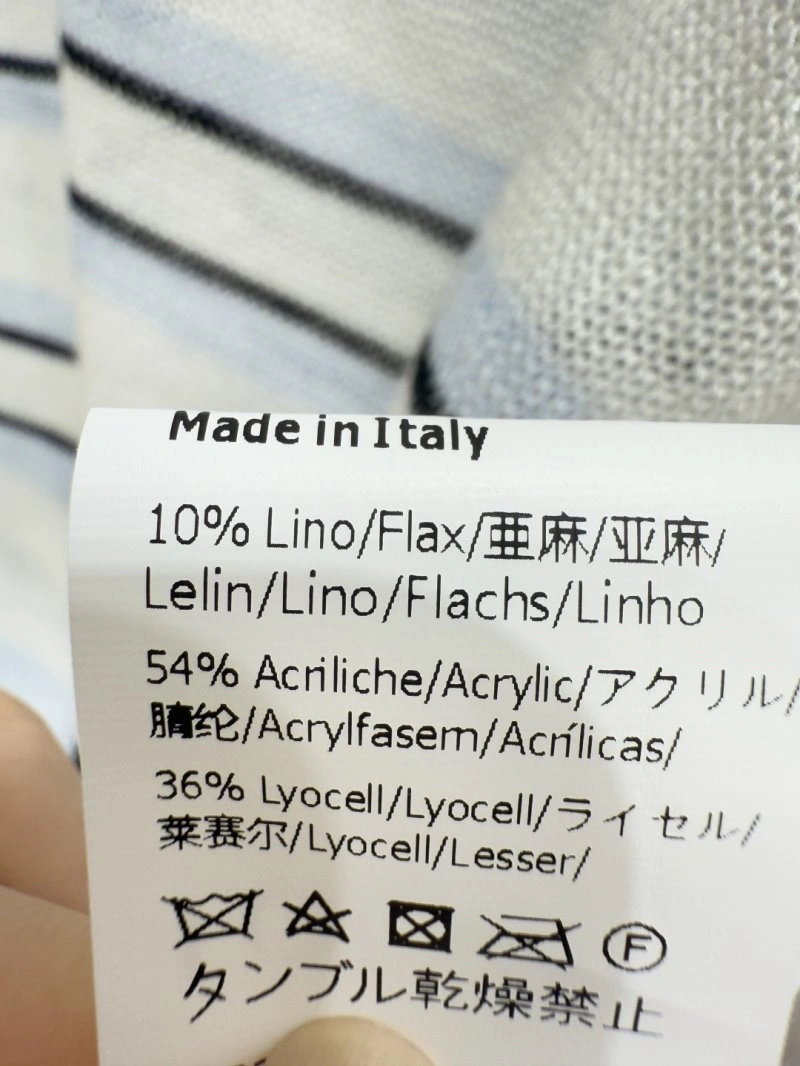 Made in Italy
10% Lino/Flax/亜麻/亚麻/
Lelin/Lino/Flachs/Linho
54% Acriliche/Acrylic/アクリル/
腈纶/Acrylfasern/Acrílicas/
36% Lyocell/Lyocell/ライセル/
莱赛尔/Lyocell/Lesser/
F
タンブル乾燥禁止